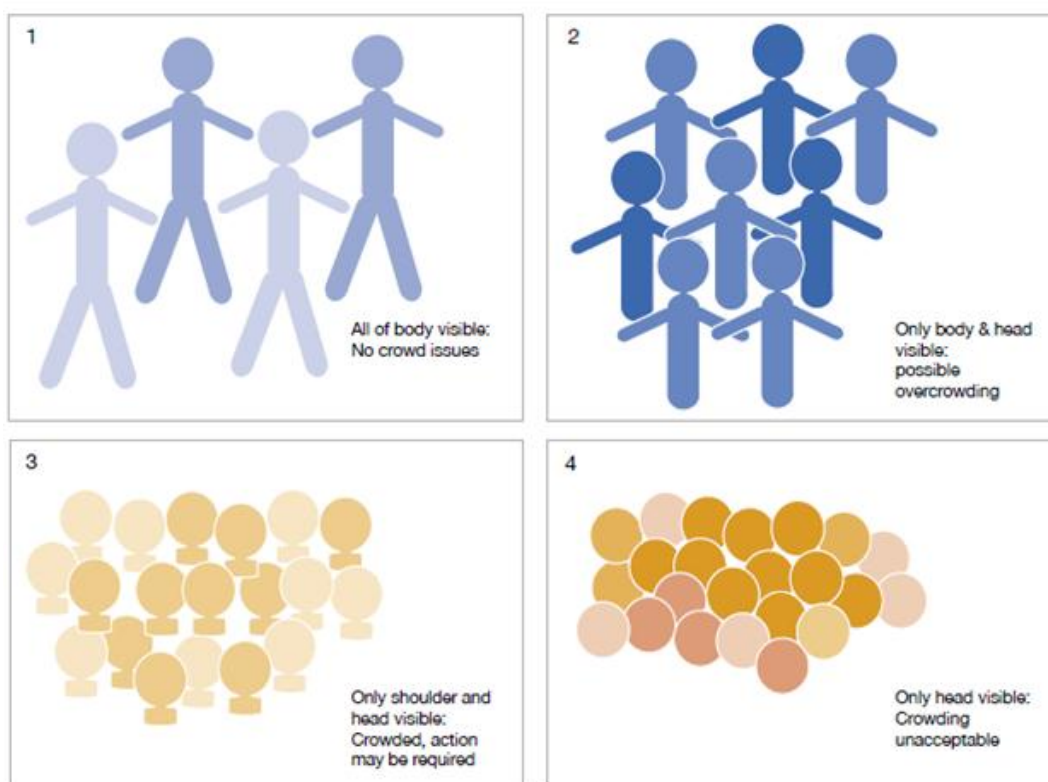 1
All of body visible:
No crowd issues
2
Only body & head
visible:
possible
overcrowding
3
Only shoulder and
head visible:
Crowded, action
may be required
4
Only head visible:
Crowding
unacceptable